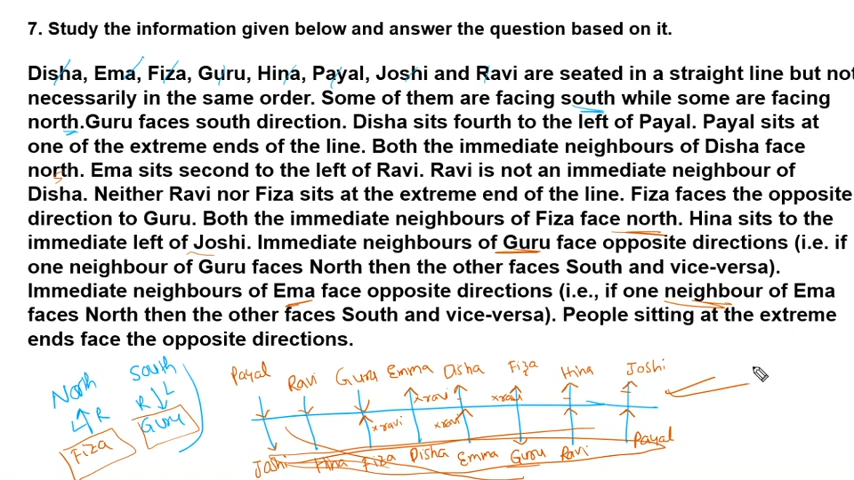 7. Study the information given below and answer the question based on it.
Disha, Ema, Fiza, Guru, Hina, Payal, Joshi and Ravi are seated in a straight line but not
necessarily in the same order. Some of them are facing south while some are facing
north.Guru faces south direction. Disha sits fourth to the left of Payal. Payal sits at
one of the extreme ends of the line. Both the immediate neighbours of Disha face
north. Ema sits second to the left of Ravi. Ravi is not an immediate neighbour of
S
Disha. Neither Ravi nor Fiza sits at the extreme end of the line. Fiza faces the opposite
direction to Guru. Both the immediate neighbours of Fiza face north. Hina sits to the
immediate left of Joshi. Immediate neighbours of Guru face opposite directions (i.e. if
one neighbour of Guru faces North then the other faces South and vice-versa).
Immediate neighbours of Ema face opposite directions (i.e., if one neighbour of Ema
faces North then the other faces South and vice-versa). People sitting at the extreme
ends face the opposite directions.
North South
L R R L
Fiza Guru
Payal Ravi Guru Emma Disha Fiza Hina Joshi
xravi xravi
xravi xravi
Joshi Hina Fiza Disha Emma Guru Ravi Payal